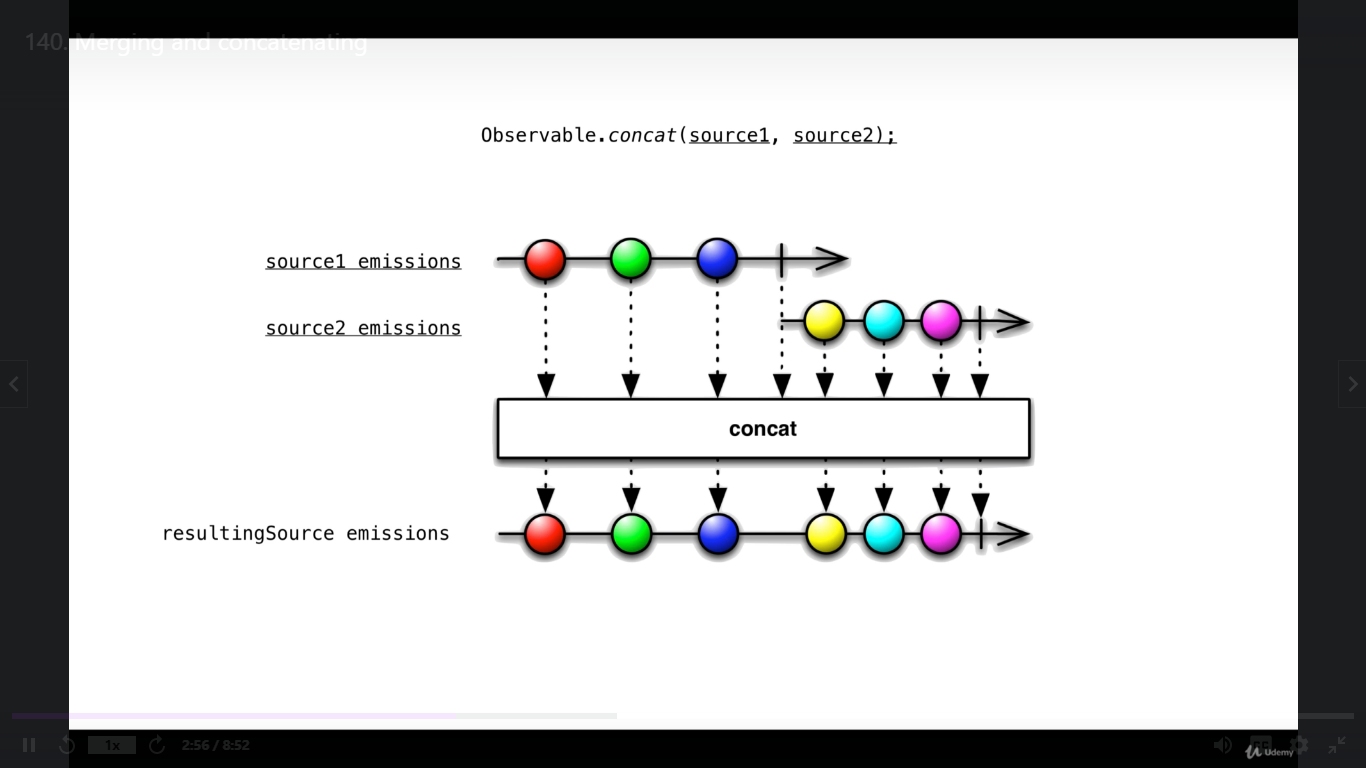 140. Merging and concatenating
Observable.concat(source1, source2);
source1 emissions
source2 emissions
concat
resultingSource emissions
1x
2:56 / 8:52
Udemy